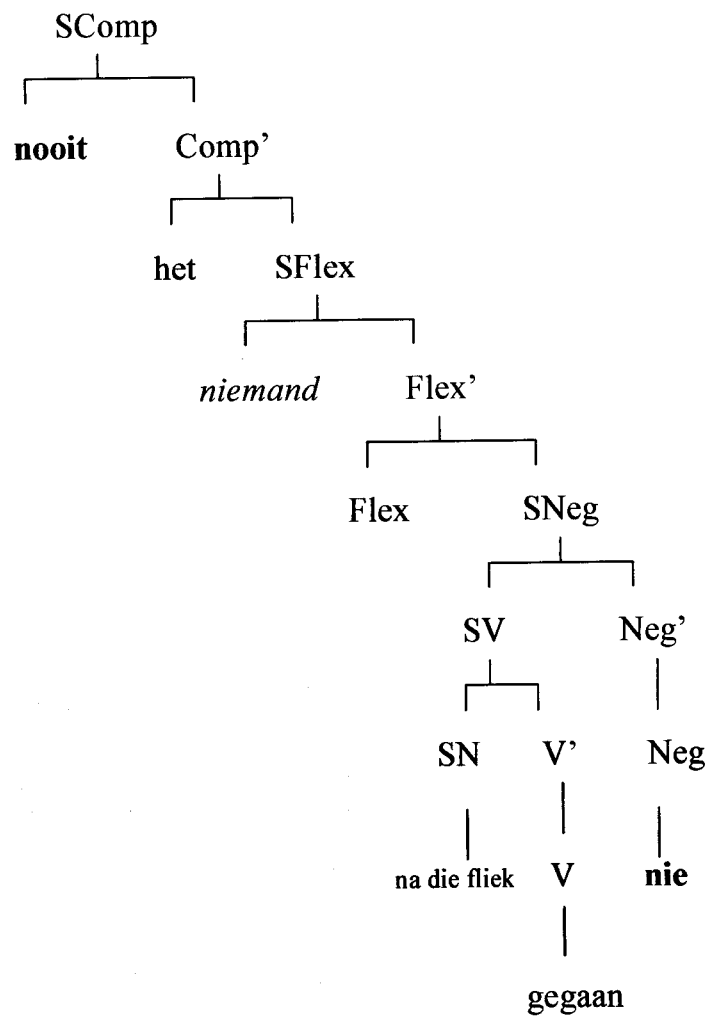 SComp
nooit Comp’
het SFlex
niemand Flex’
Flex SNeg
SV Neg’
SN V’ Neg
na die fliek V nie
gegaan